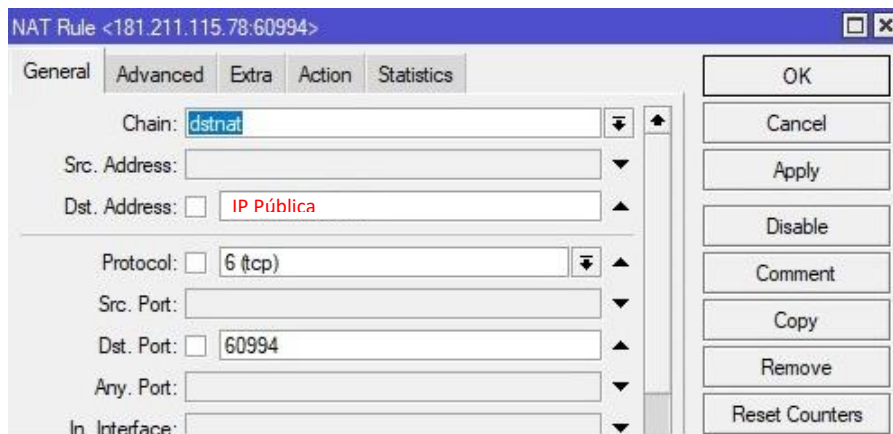 NAT Rule <181.211.115.78:60994>
General Advanced Extra Action Statistics
OK
Chain: dstnat
Cancel
Src. Address:
Apply
Dst. Address: IP Pública
Disable
Protocol: 6 (tcp)
Comment
Src. Port:
Copy
Dst. Port: 60994
Remove
Any. Port:
Reset Counters
In. Interface: